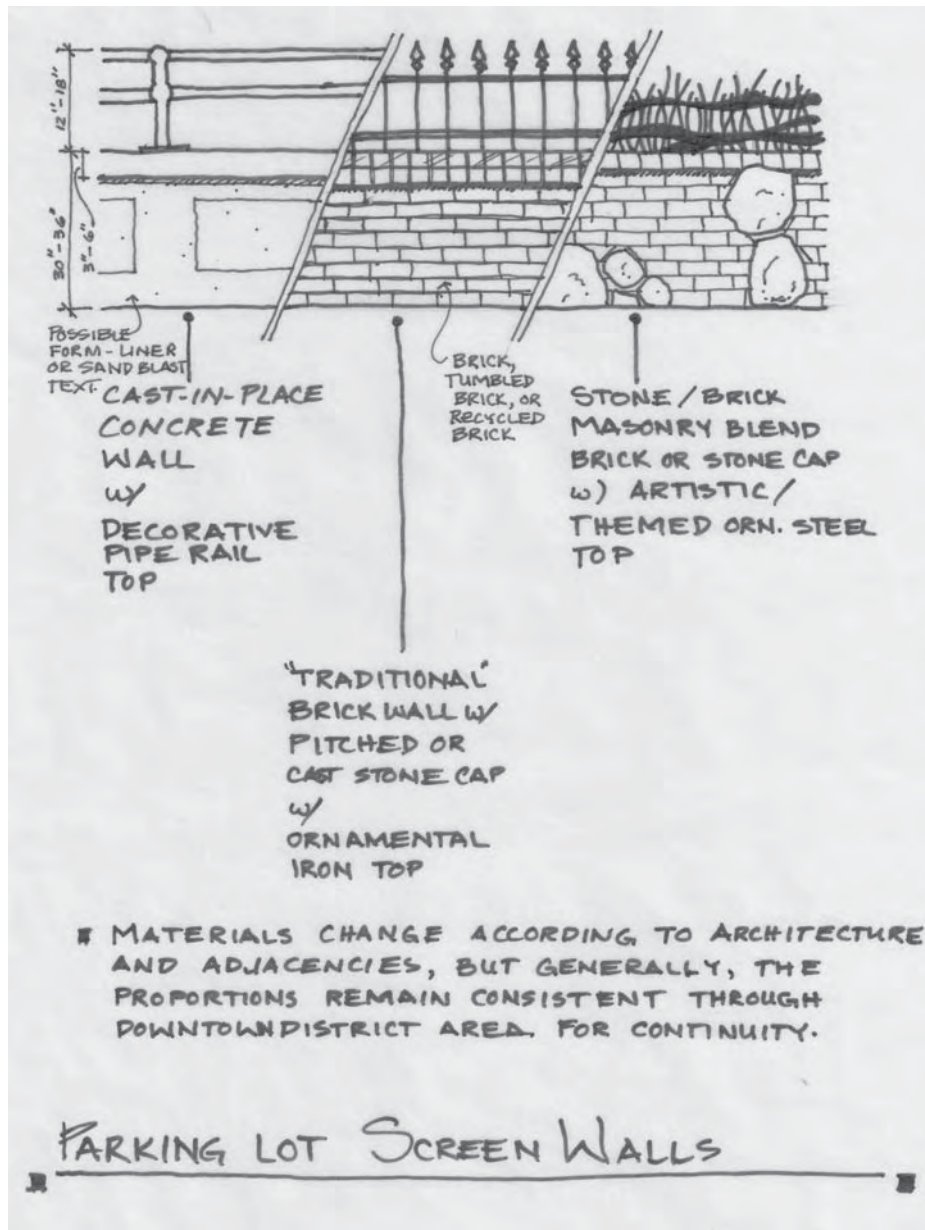 12"-18"
30"-36"
3"-6"
POSSIBLE
FORM-LINER
OR SANDBLAST
TEXT.
CAST-IN-PLACE
CONCRETE
WALL
W/
DECORATIVE
PIPE RAIL
TOP
BRICK,
TUMBLED
BRICK, OR
RECYCLED
BRICK
STONE/BRICK
MASONRY BLEND
BRICK OR STONE CAP
W) ARTISTIC/
THEMED ORN. STEEL
TOP
"TRADITIONAL"
BRICK WALL W/
PITCHED OR
CAST STONE CAP
W/
ORNAMENTAL
IRON TOP
MATERIALS CHANGE ACCORDING TO ARCHITECTURE
AND ADJACENCIES, BUT GENERALLY, THE
PROPORTIONS REMAIN CONSISTENT THROUGH
DOWNTOWN DISTRICT AREA. FOR CONTINUITY.
PARKING LOT SCREEN WALLS